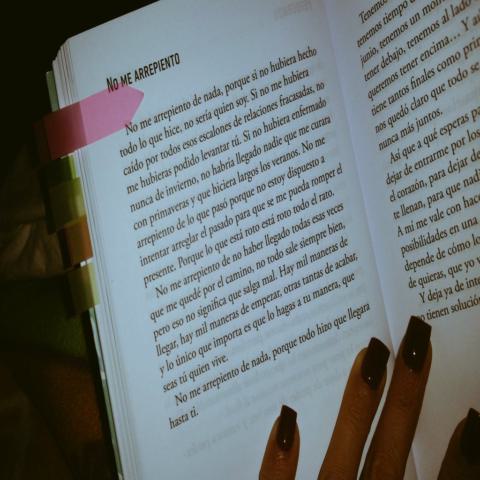 NO ME ARREPIENTO
No me arrepiento de nada, porque si no hubiera hecho
todo lo que hice, no sería quien soy. Si no me hubiera
caído por todos esos escalones de relaciones fracasadas, no
me hubieras podido levantar tú. Si no hubiera enfermado
nunca de invierno, no habría llegado nadie que me curara
con primaveras y que hiciera largos los veranos. No me
arrepiento de lo que pasó porque no estoy dispuesto a
intentar arreglar el pasado para que se me pueda romper el
presente. Porque lo que está roto está roto todo el rato.
No me arrepiento de no haber llegado todas esas veces
que me quedé por el camino, no todo sale siempre bien,
pero eso no significa que salga mal. Hay mil maneras de
llegar, hay mil maneras de empezar, otras tantas de acabar,
y lo único que importa es que lo hagas a tu manera, que
seas tú quien vive.
No me arrepiento de nada, porque todo hizo que llegara
hasta ti.
Tenemos
tenemos tiempo
junio, tenemos un
tener debajo, tenemos al lado
queremos tener encima... Y
tiene tantos finales como
nos quedó claro que todo se
nunca más juntos.
Así que a qué esperas
dejar de entrarme por los
el corazón, para dejar de
te llenan, para que
A mí me vale con
posibilidades en una
depende de cómo lo
de quieras, que yo
Y deja ya de
no tienen